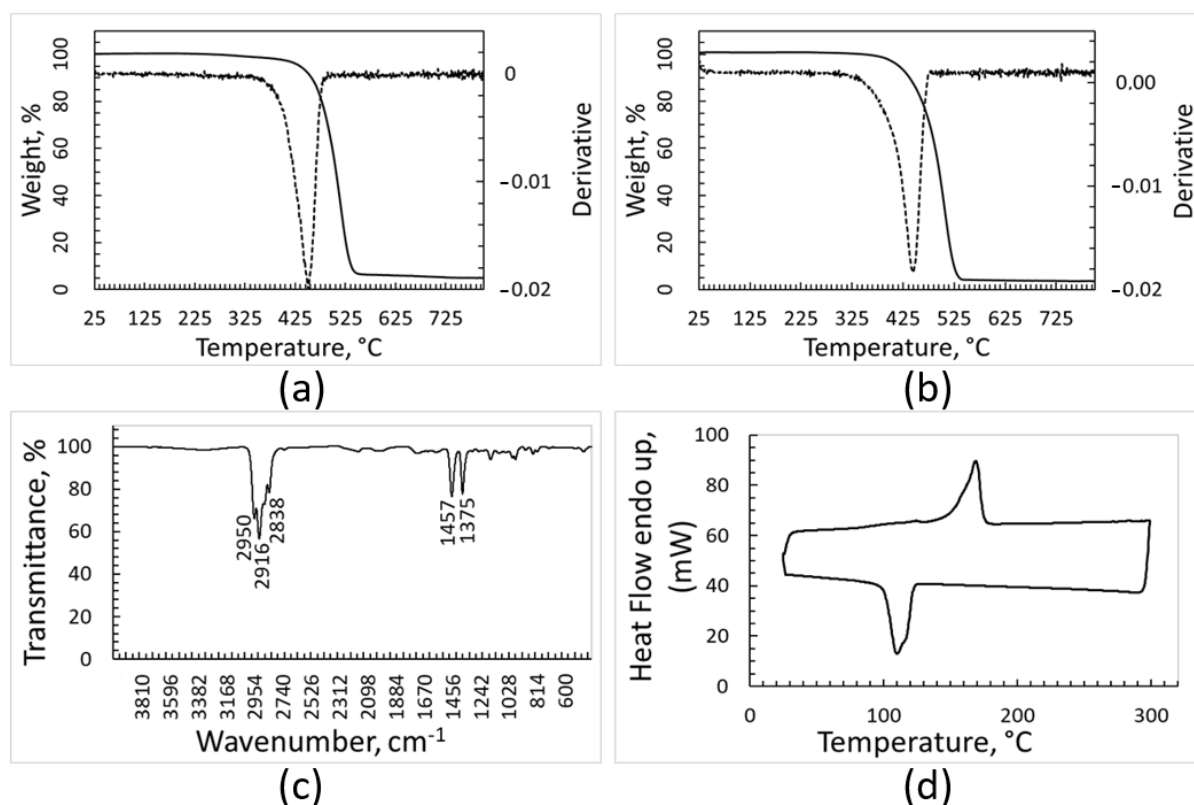 100
80
60
40
20
0
Weight, %
0
−0.01
−0.02
Derivative
25 125 225 325 425 525 625 725
Temperature, °C
(a)
100
80
60
40
20
0
Weight, %
0.00
−0.01
−0.02
Derivative
25 125 225 325 425 525 625 725
Temperature, °C
(b)
100
80
60
40
20
0
Transmittance, %
2950
2916
2838
1457
1375
3810 3596 3382 3168 2954 2740 2526 2312 2098 1884 1670 1456 1242 1028 814 600
Wavenumber, cm⁻¹
(c)
100
80
60
40
20
0
Heat Flow endo up,
(mW)
0 100 200 300
Temperature, °C
(d)